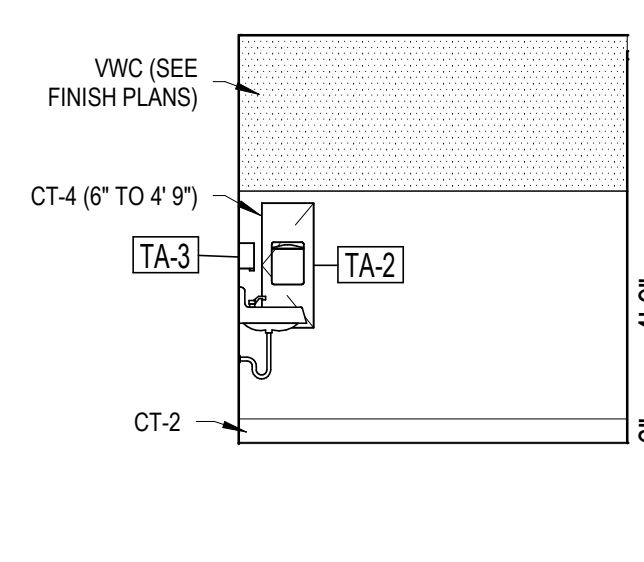 VWC (SEE
FINISH PLANS)
CT-4 (6" TO 4' 9")
TA-3
TA-2
CT-2